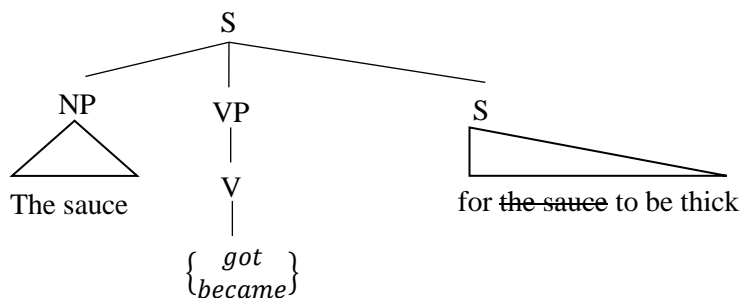 S
NP VP S
The sauce V for the sauce to be thick
{got
became}